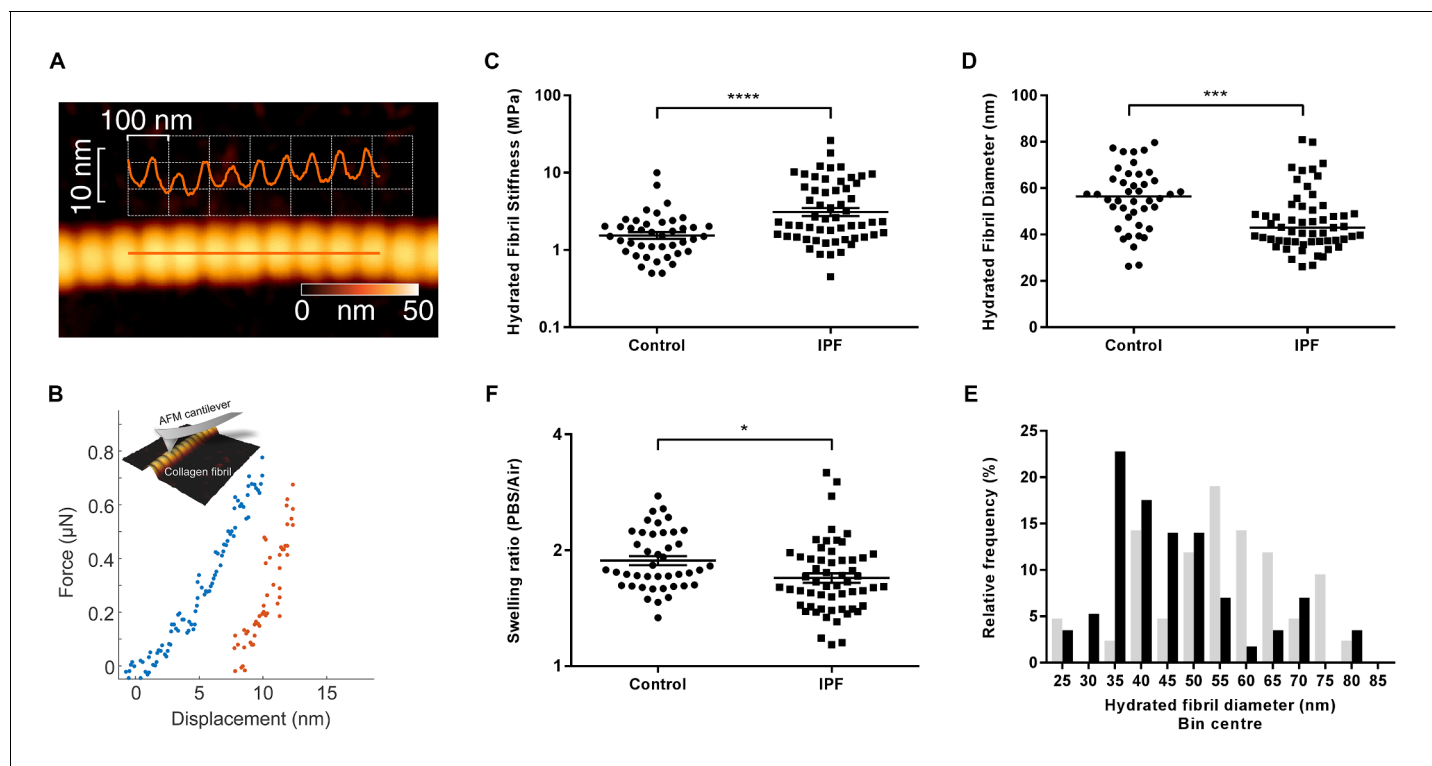 A
100 nm
10 nm
0 nm 50
B
AFM cantilever
Collagen fibril
Force (μN)
0.8
0.6
0.4
0.2
0
0 5 10 15
Displacement (nm)
C
Hydrated Fibril Stiffness (MPa)
100
10
1
0.1
****
Control IPF
D
Hydrated Fibril Diameter (nm)
100
80
60
40
20
0
***
Control IPF
F
Swelling ratio (PBS/Air)
4
2
1
*
Control IPF
E
Relative frequency (%)
25
20
15
10
5
0
25 30 35 40 45 50 55 60 65 70 75 80 85
Hydrated fibril diameter (nm)
Bin centre